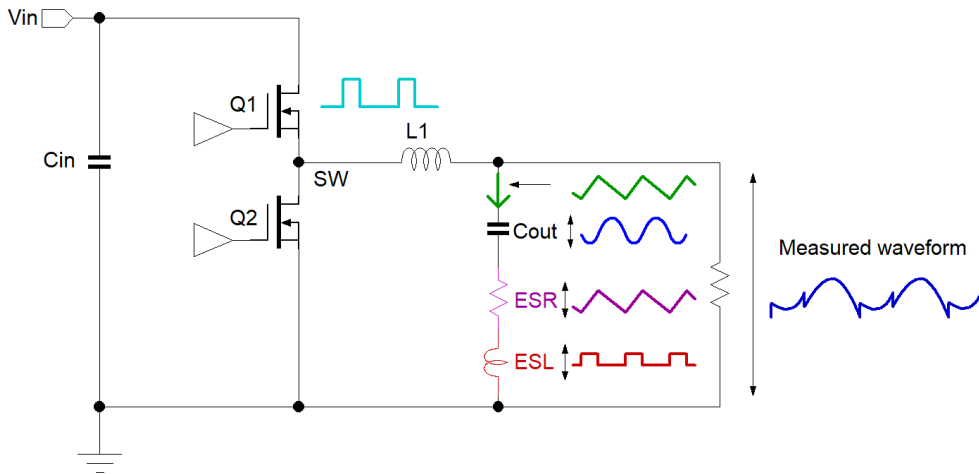 Vin
Q1
L1
Cin
SW
Q2
Cout
Measured waveform
ESR
ESL